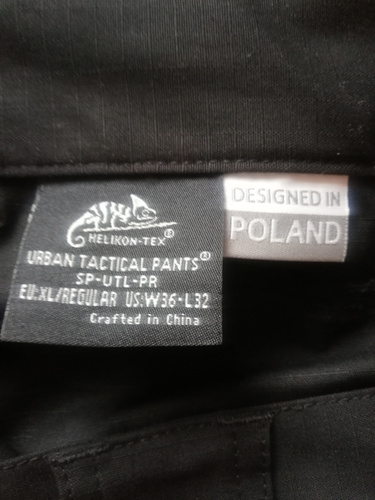 HELIKON-TEX®
URBAN TACTICAL PANTS®
SP-UTL-PR
EU:XL/REGULAR US:W36-L32
Crafted in China
DESIGNED IN
POLAND